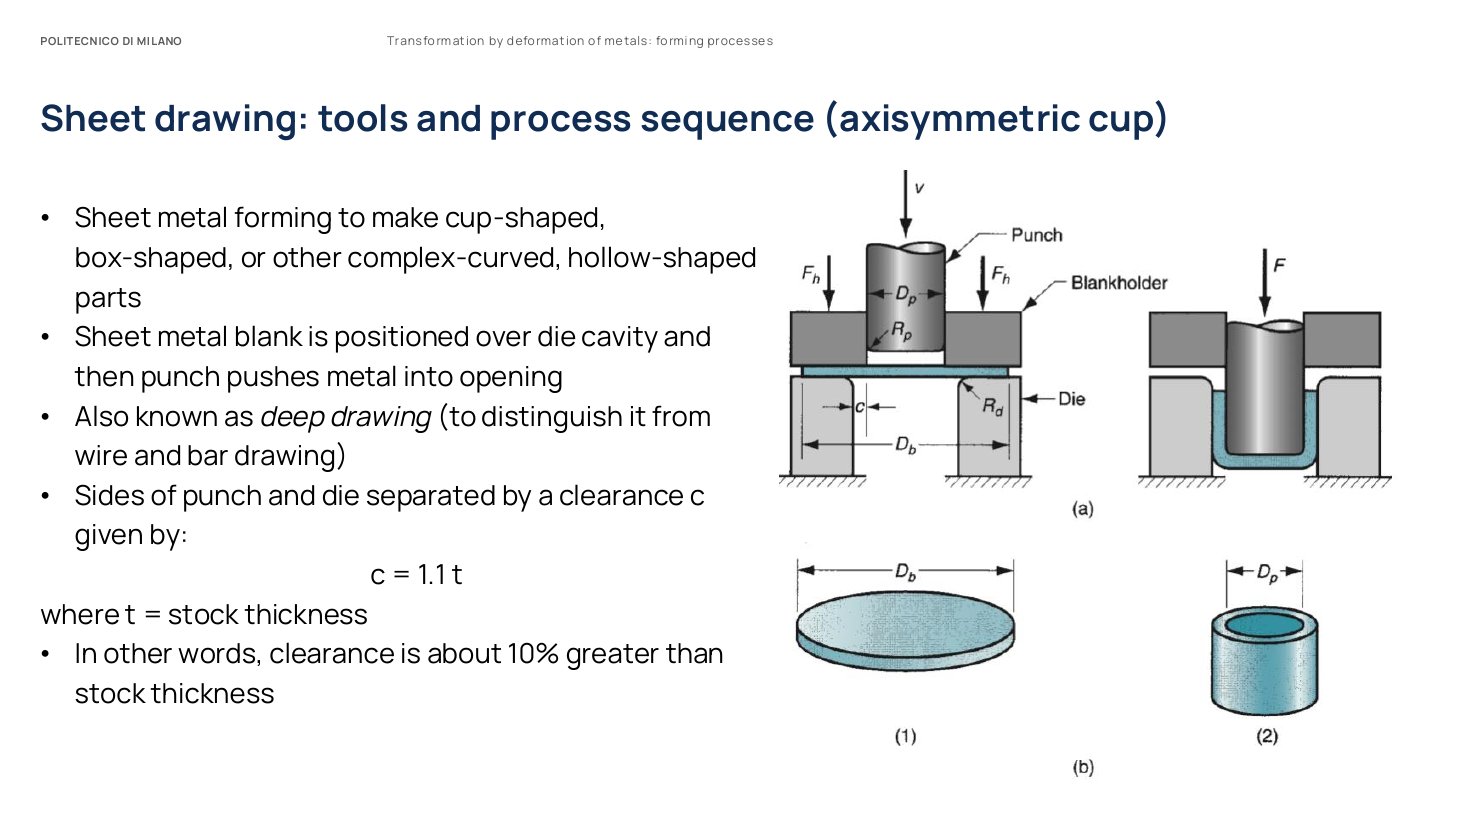 POLITECNICO DI MILANO
Transformation by deformation of metals: forming processes
Sheet drawing: tools and process sequence (axisymmetric cup)
• Sheet metal forming to make cup-shaped,
box-shaped, or other complex-curved, hollow-shaped
parts
• Sheet metal blank is positioned over die cavity and
then punch pushes metal into opening
• Also known as deep drawing (to distinguish it from
wire and bar drawing)
• Sides of punch and die separated by a clearance c
given by:
c = 1.1 t
where t = stock thickness
• In other words, clearance is about 10% greater than
stock thickness
v
Punch
Fh
Fh
Blankholder
Dp
Rp
F
c
Rd
Die
Db
(a)
Db
Dp
(1)
(2)
(b)